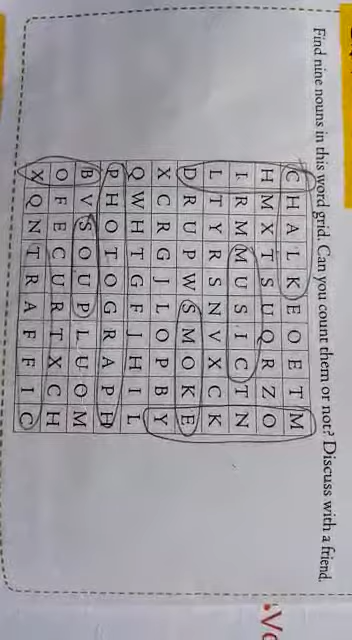 Find nine nouns in this word grid. Can you count them or not? Discuss with a friend.
C H A L K E O E T M
H M X T S U Q R Z O
I R M M U S I C T N
L T Y R S N V X C K
D R U P W S M O K E
X C R G J L O P B Y
Q W H T G F J H I L
P H O T O G R A P H
B V S O U P L U O M
O F E C U R T X C H
X Q N T R A F F I C